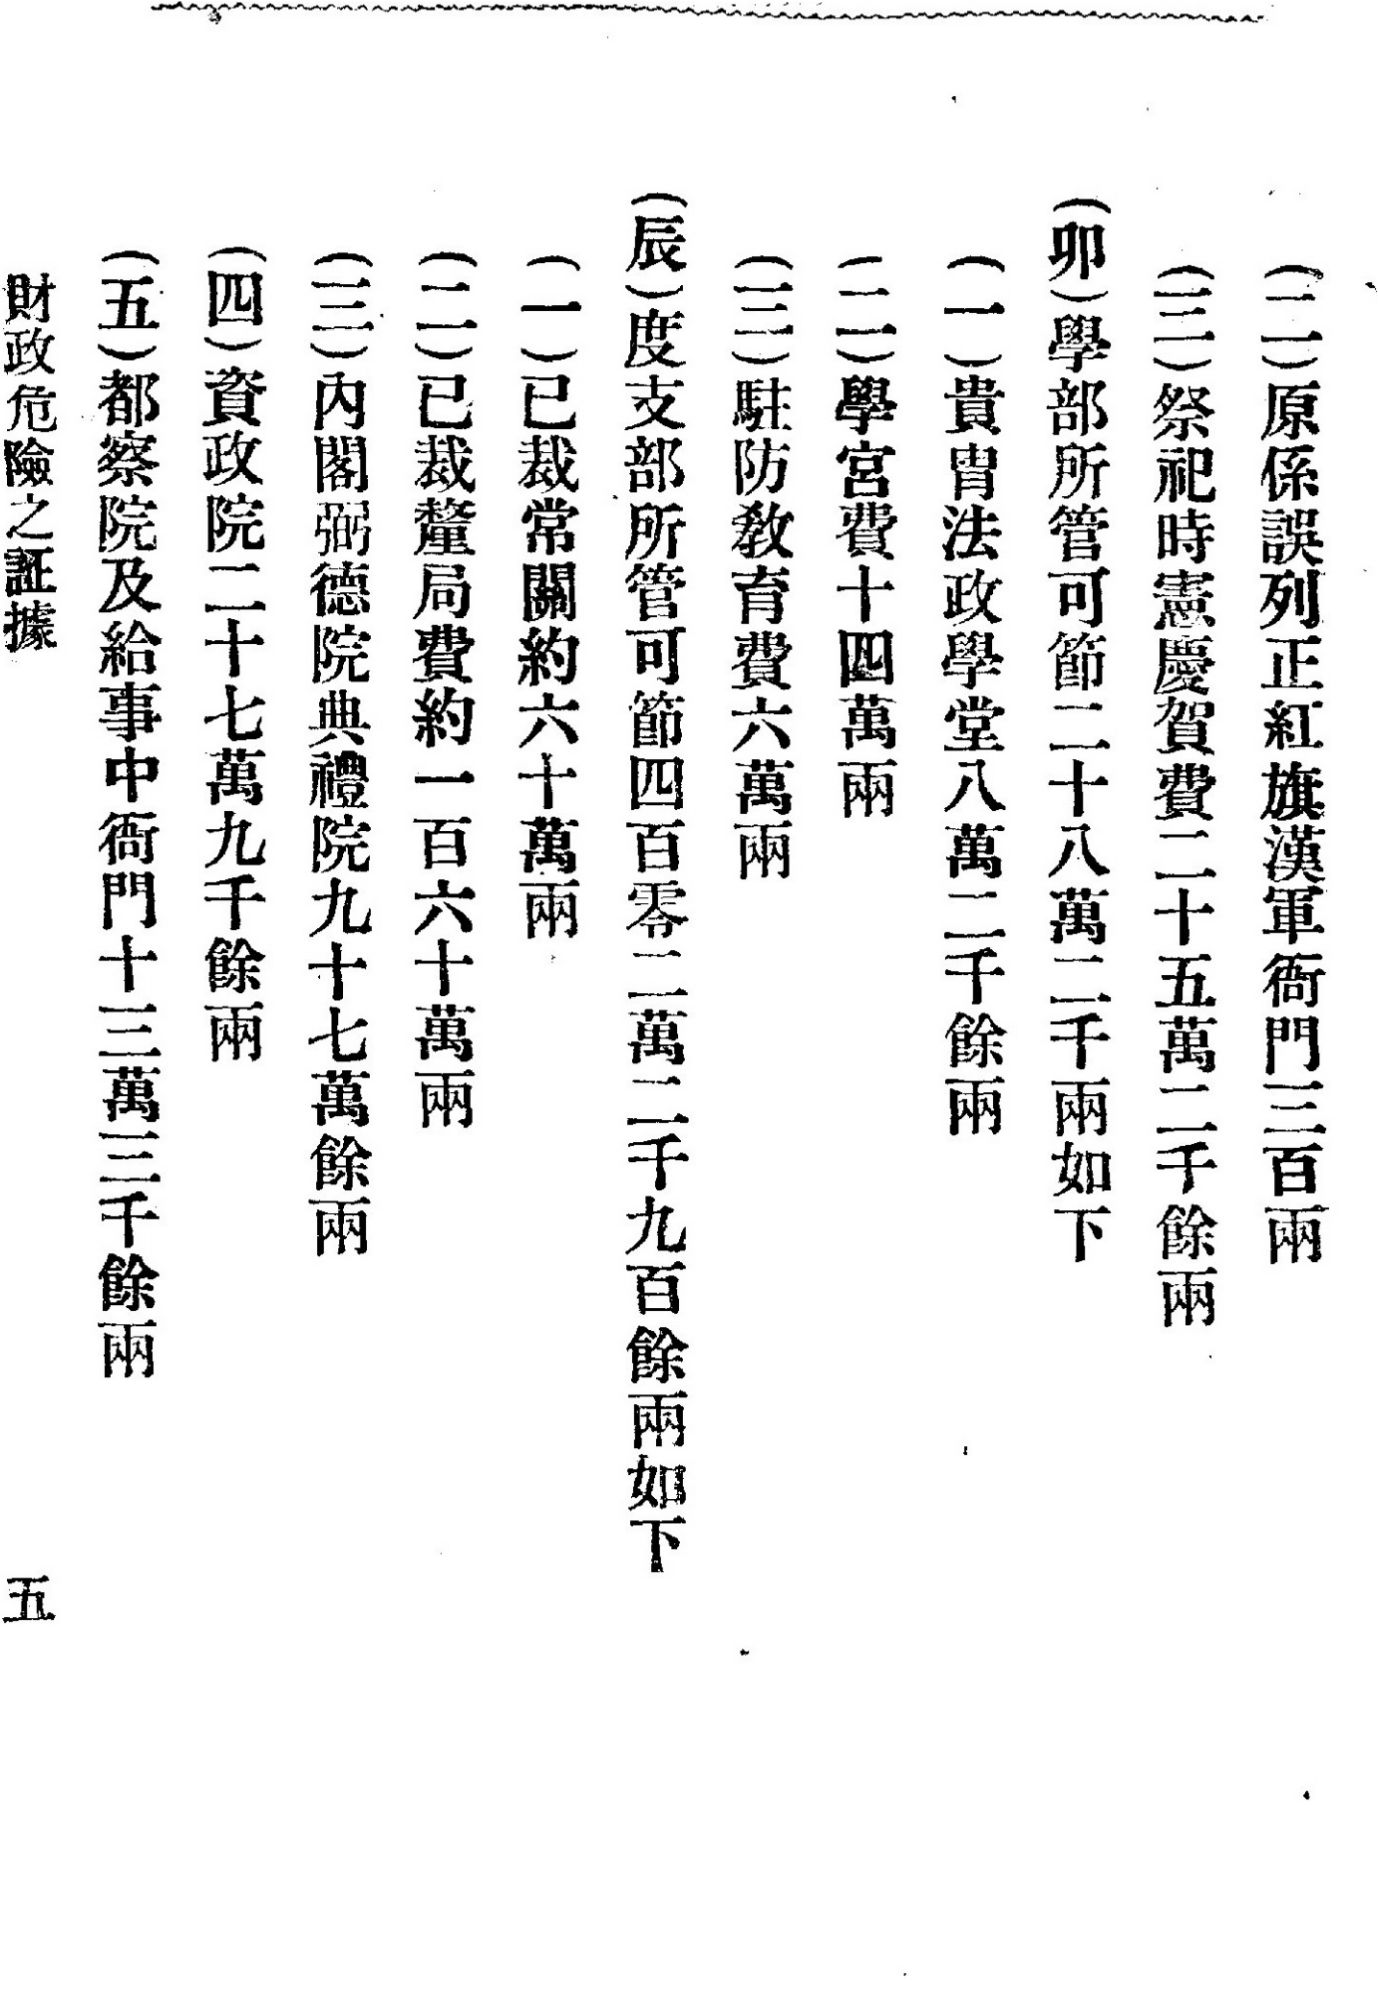 (二)原係誤列正紅旗漢軍衙門三百兩
(三)祭祀時憲慶賀費二十五萬二千餘兩
(卯)學部所管可節二十八萬二千兩如下
(一)貴胄法政學堂八萬二千餘兩
(二)學宮費十四萬兩
(三)駐防教育費六萬兩
(辰)度支部所管可節四百零二萬二千九百餘兩如下
(一)已裁常關約六十萬兩
(二)已裁釐局費約一百六十萬兩
(三)內閣弼德院典禮院九十七萬餘兩
(四)資政院二十七萬九千餘兩
(五)都察院及給事中衙門十三萬三千餘兩
財政危險之証據
五